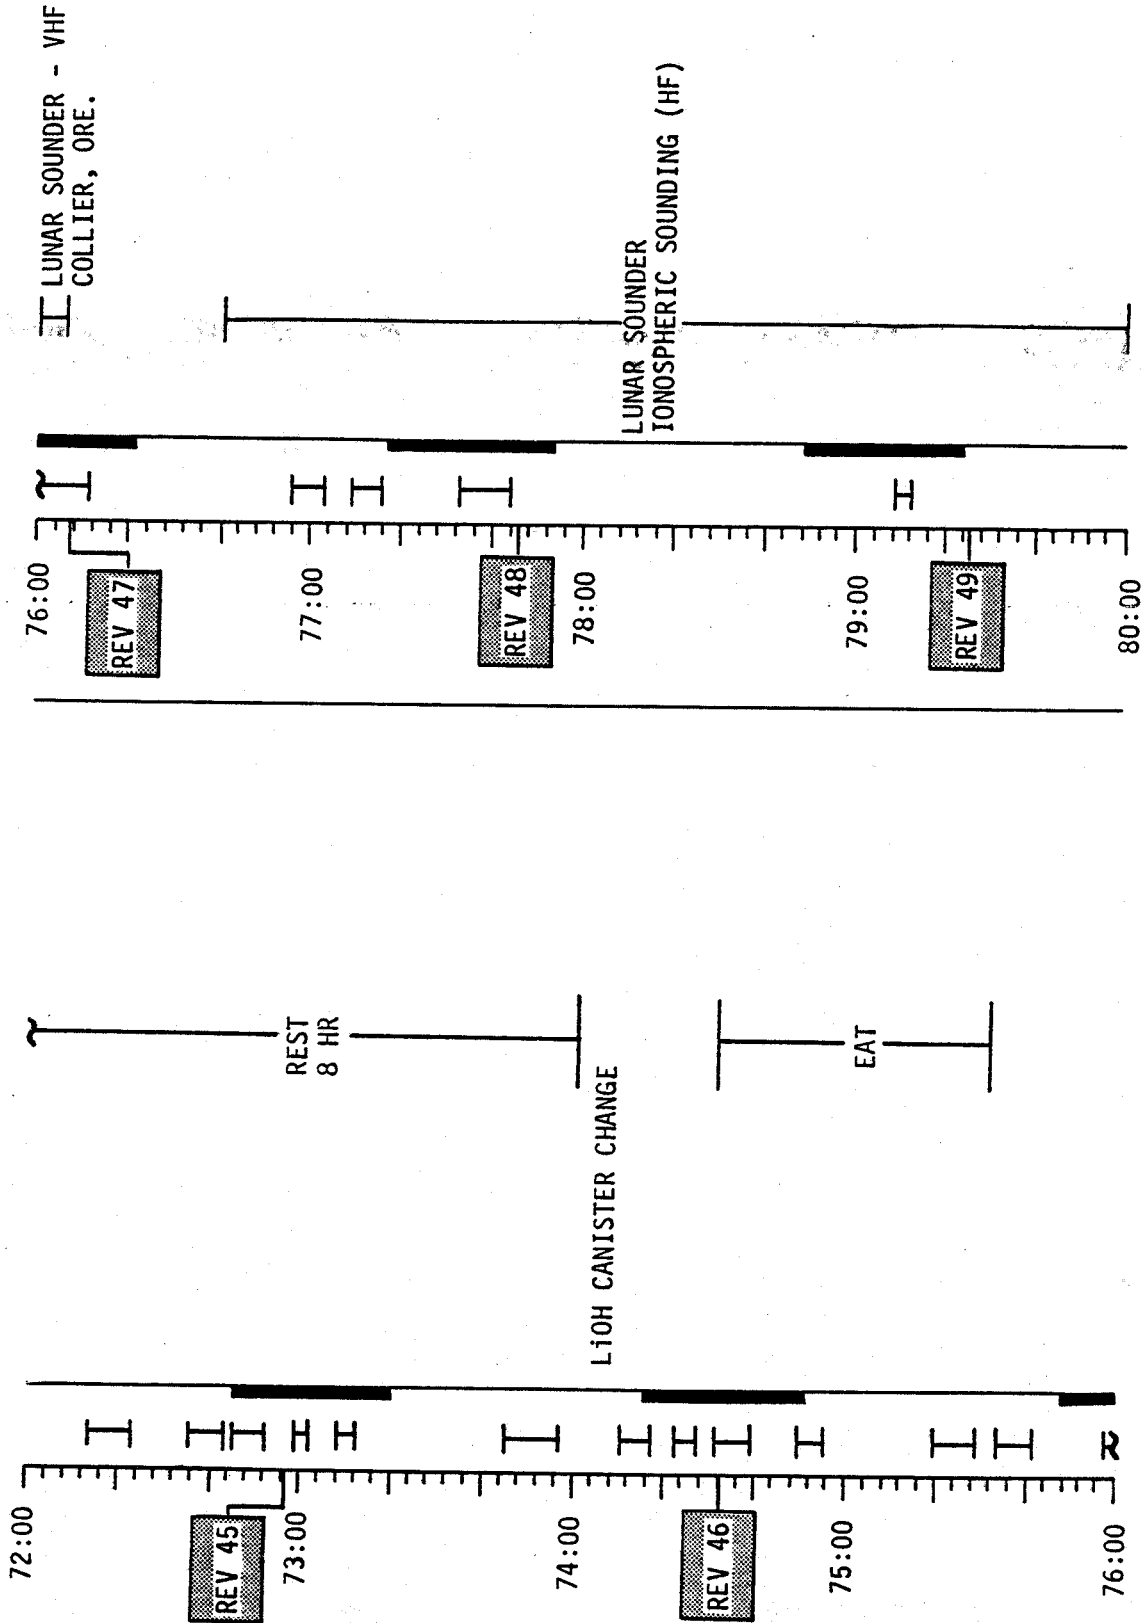 72:00
REV 45
73:00
REST
8 HR
74:00
LiOH CANISTER CHANGE
REV 46
EAT
75:00
76:00
76:00
LUNAR SOUNDER - VHF
COLLIER, ORE.
REV 47
77:00
REV 48
78:00
LUNAR SOUNDER
IONOSPHERIC SOUNDING (HF)
79:00
REV 49
80:00